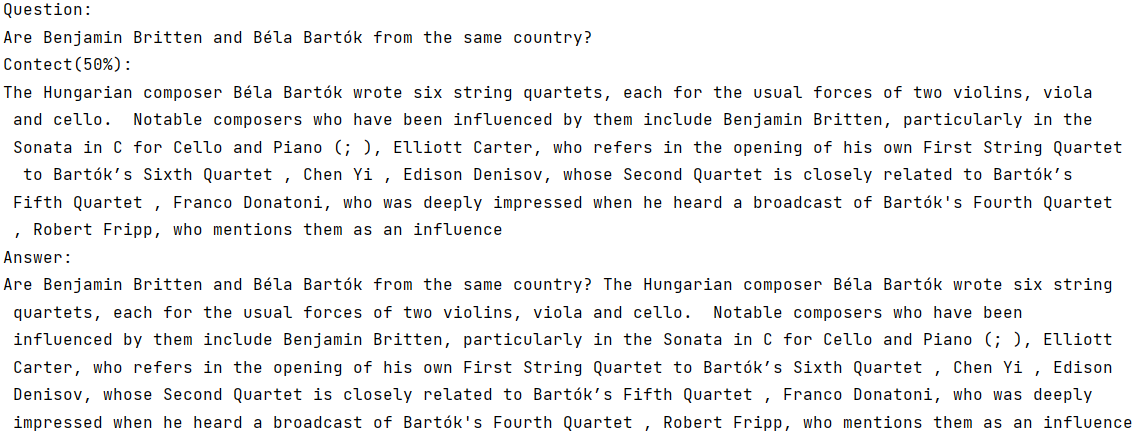 Question:
Are Benjamin Britten and Béla Bartók from the same country?
Contect(50%):
The Hungarian composer Béla Bartók wrote six string quartets, each for the usual forces of two violins, viola
and cello.  Notable composers who have been influenced by them include Benjamin Britten, particularly in the
Sonata in C for Cello and Piano (; ), Elliott Carter, who refers in the opening of his own First String Quartet
to Bartók’s Sixth Quartet , Chen Yi , Edison Denisov, whose Second Quartet is closely related to Bartók’s
Fifth Quartet , Franco Donatoni, who was deeply impressed when he heard a broadcast of Bartók's Fourth Quartet
, Robert Fripp, who mentions them as an influence
Answer:
Are Benjamin Britten and Béla Bartók from the same country? The Hungarian composer Béla Bartók wrote six string
quartets, each for the usual forces of two violins, viola and cello.  Notable composers who have been
influenced by them include Benjamin Britten, particularly in the Sonata in C for Cello and Piano (; ), Elliott
Carter, who refers in the opening of his own First String Quartet to Bartók’s Sixth Quartet , Chen Yi , Edison
Denisov, whose Second Quartet is closely related to Bartók’s Fifth Quartet , Franco Donatoni, who was deeply
impressed when he heard a broadcast of Bartók's Fourth Quartet , Robert Fripp, who mentions them as an influence